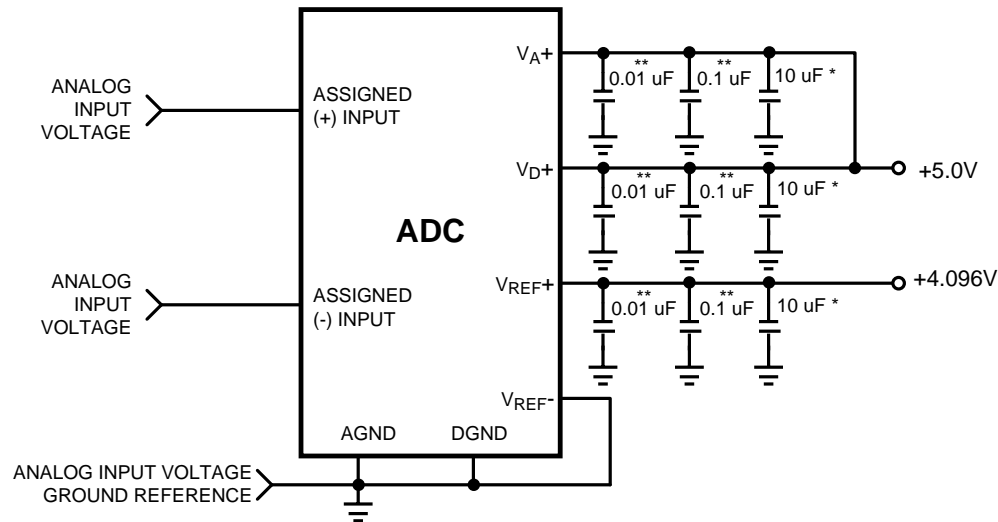 ANALOG
INPUT
VOLTAGE
ASSIGNED
(+) INPUT
ANALOG
INPUT
VOLTAGE
ASSIGNED
(-) INPUT
ADC
VA+
**
0.01 uF
**
0.1 uF
10 uF *
VD+
+5.0V
**
0.01 uF
**
0.1 uF
10 uF *
VREF+
+4.096V
**
0.01 uF
**
0.1 uF
10 uF *
VREF-
AGND
DGND
ANALOG INPUT VOLTAGE
GROUND REFERENCE